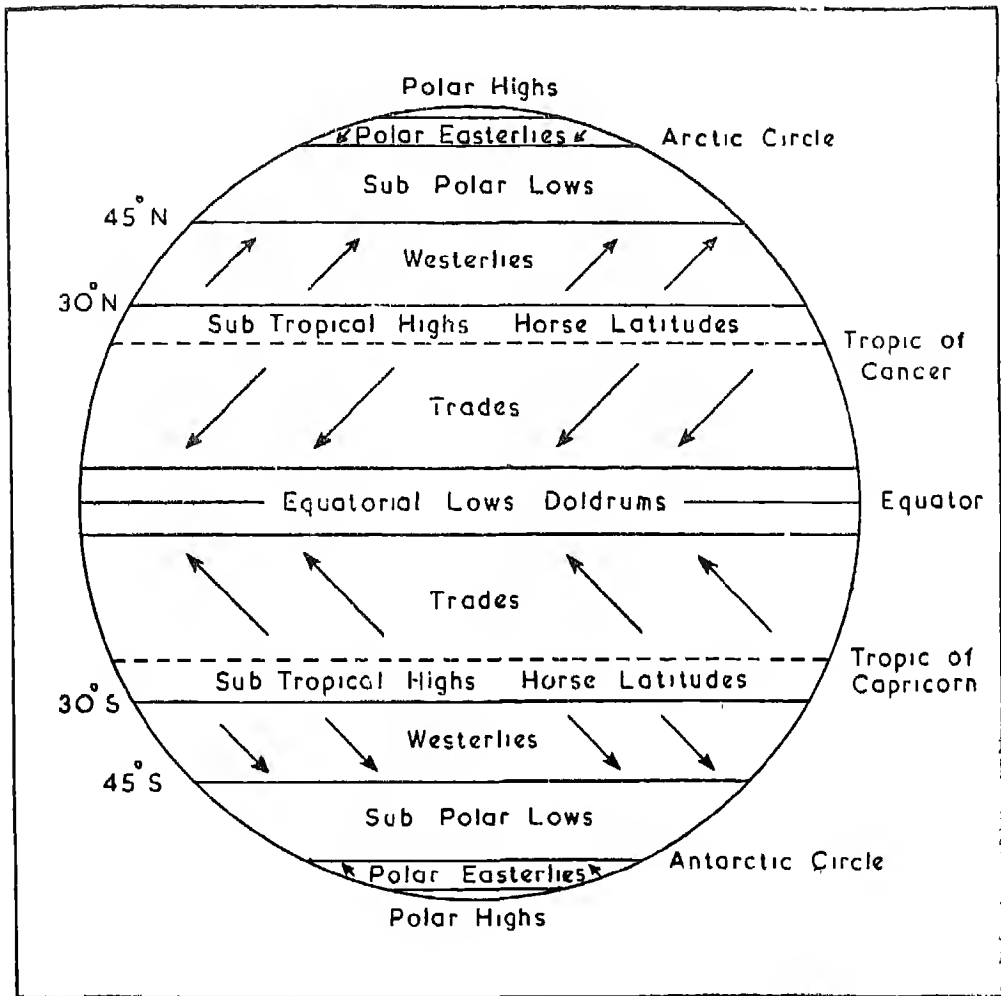 Polar Highs
Polar Easterlies
Arctic Circle
Sub Polar Lows
45°N
Westerlies
30°N
Sub Tropical Highs Horse Latitudes
Tropic of
Cancer
Trades
Equatorial Lows Doldrums
Equator
Trades
Tropic of
Capricorn
Sub Tropical Highs Horse Latitudes
30°S
Westerlies
45°S
Sub Polar Lows
Antarctic Circle
Polar Easterlies
Polar Highs